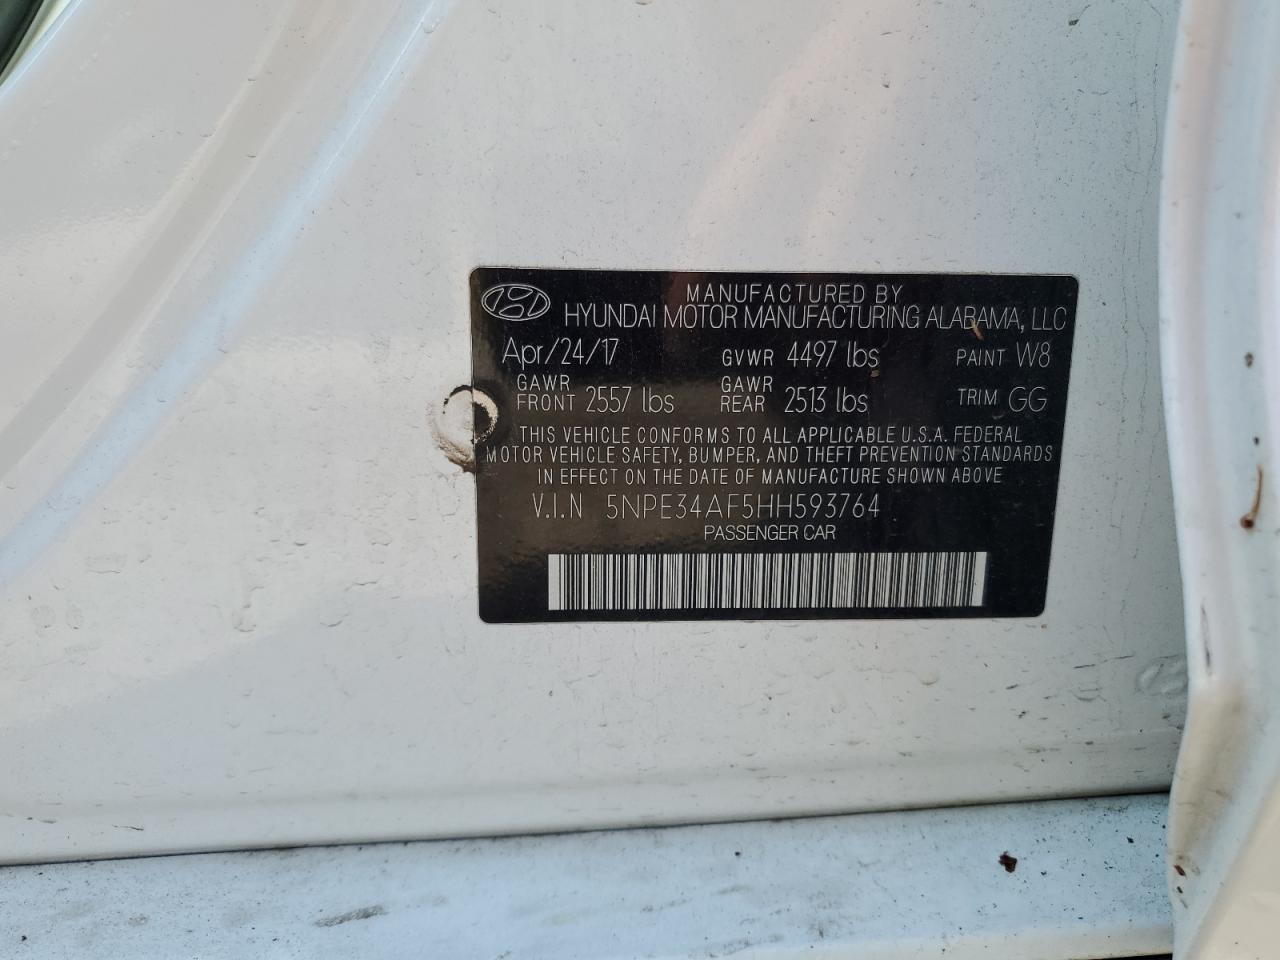 MANUFACTURED BY
HYUNDAI MOTOR MANUFACTURING ALABAMA, LLC
Apr/24/17 GVWR 4497 lbs PAINT W8
GAWR FRONT 2557 lbs GAWR REAR 2513 lbs TRIM GG
THIS VEHICLE CONFORMS TO ALL APPLICABLE U.S.A. FEDERAL
MOTOR VEHICLE SAFETY, BUMPER, AND THEFT PREVENTION STANDARDS
IN EFFECT ON THE DATE OF MANUFACTURE SHOWN ABOVE
V.I.N 5NPE34AF5HH593764
PASSENGER CAR